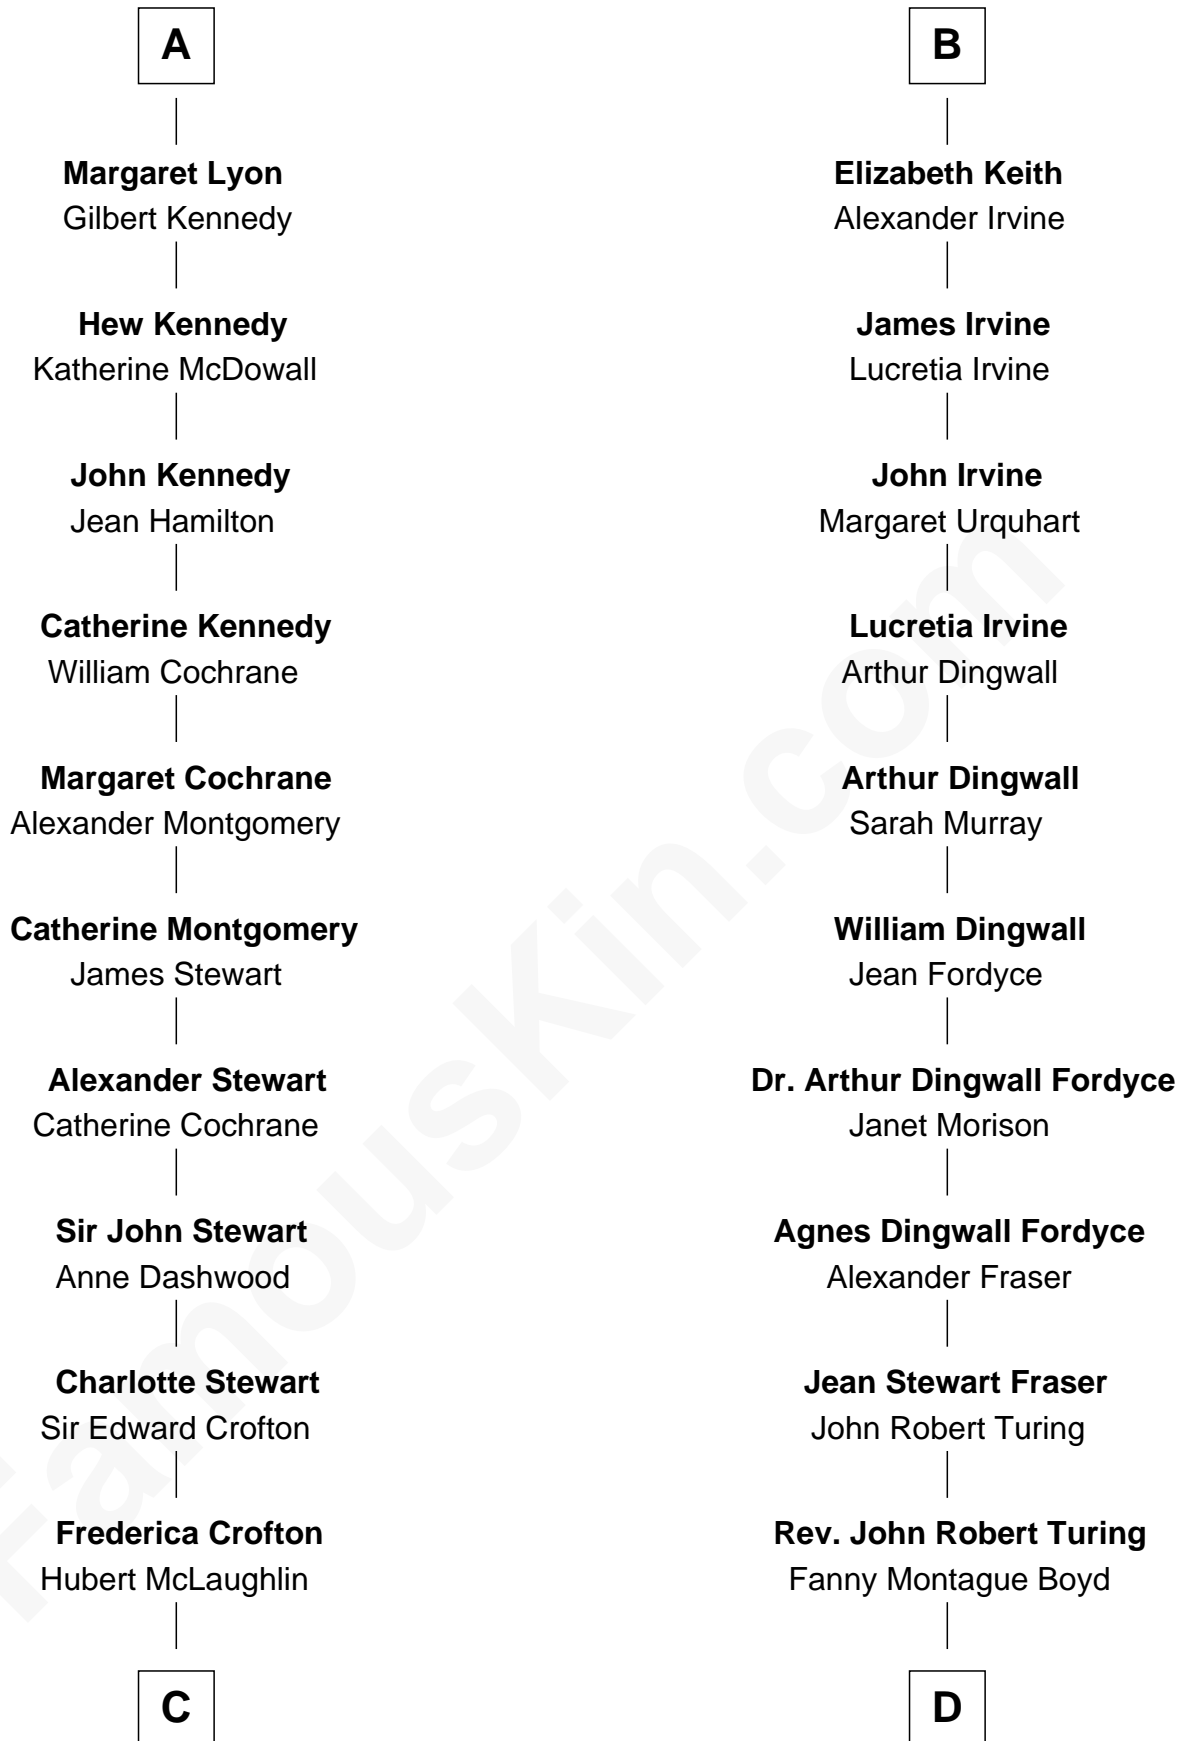 A
Margaret Lyon
Gilbert Kennedy
Hew Kennedy
Katherine McDowall
John Kennedy
Jean Hamilton
Catherine Kennedy
William Cochrane
Margaret Cochrane
Alexander Montgomery
Catherine Montgomery
James Stewart
Alexander Stewart
Catherine Cochrane
Sir John Stewart
Anne Dashwood
Charlotte Stewart
Sir Edward Crofton
Frederica Crofton
Hubert McLaughlin
C
B
Elizabeth Keith
Alexander Irvine
James Irvine
Lucretia Irvine
John Irvine
Margaret Urquhart
Lucretia Irvine
Arthur Dingwall
Arthur Dingwall
Sarah Murray
William Dingwall
Jean Fordyce
Dr. Arthur Dingwall Fordyce
Janet Morison
Agnes Dingwall Fordyce
Alexander Fraser
Jean Stewart Fraser
John Robert Turing
Rev. John Robert Turing
Fanny Montague Boyd
D
FamousKin.com